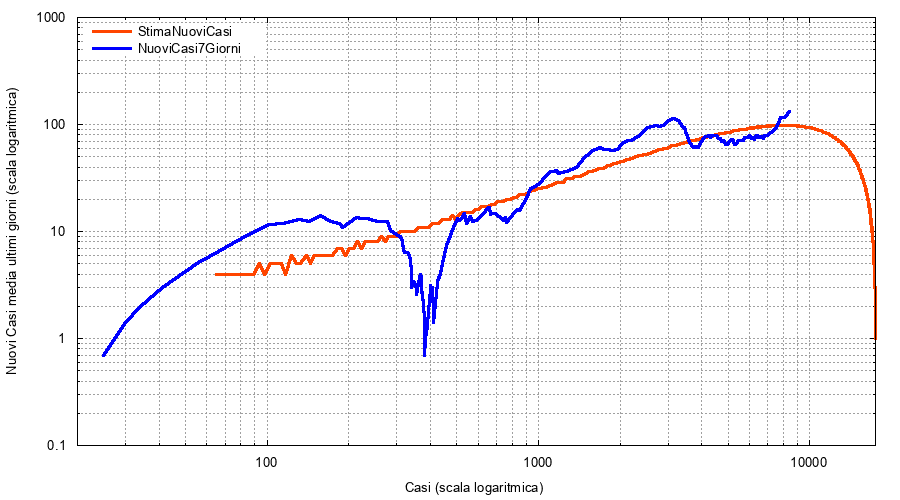 1000
StimaNuoviCasi
NuoviCasi7Giorni
100
10
1
0.1
Nuovi Casi media ultimi giorni (scala logaritmica)
100
1000
10000
Casi (scala logaritmica)